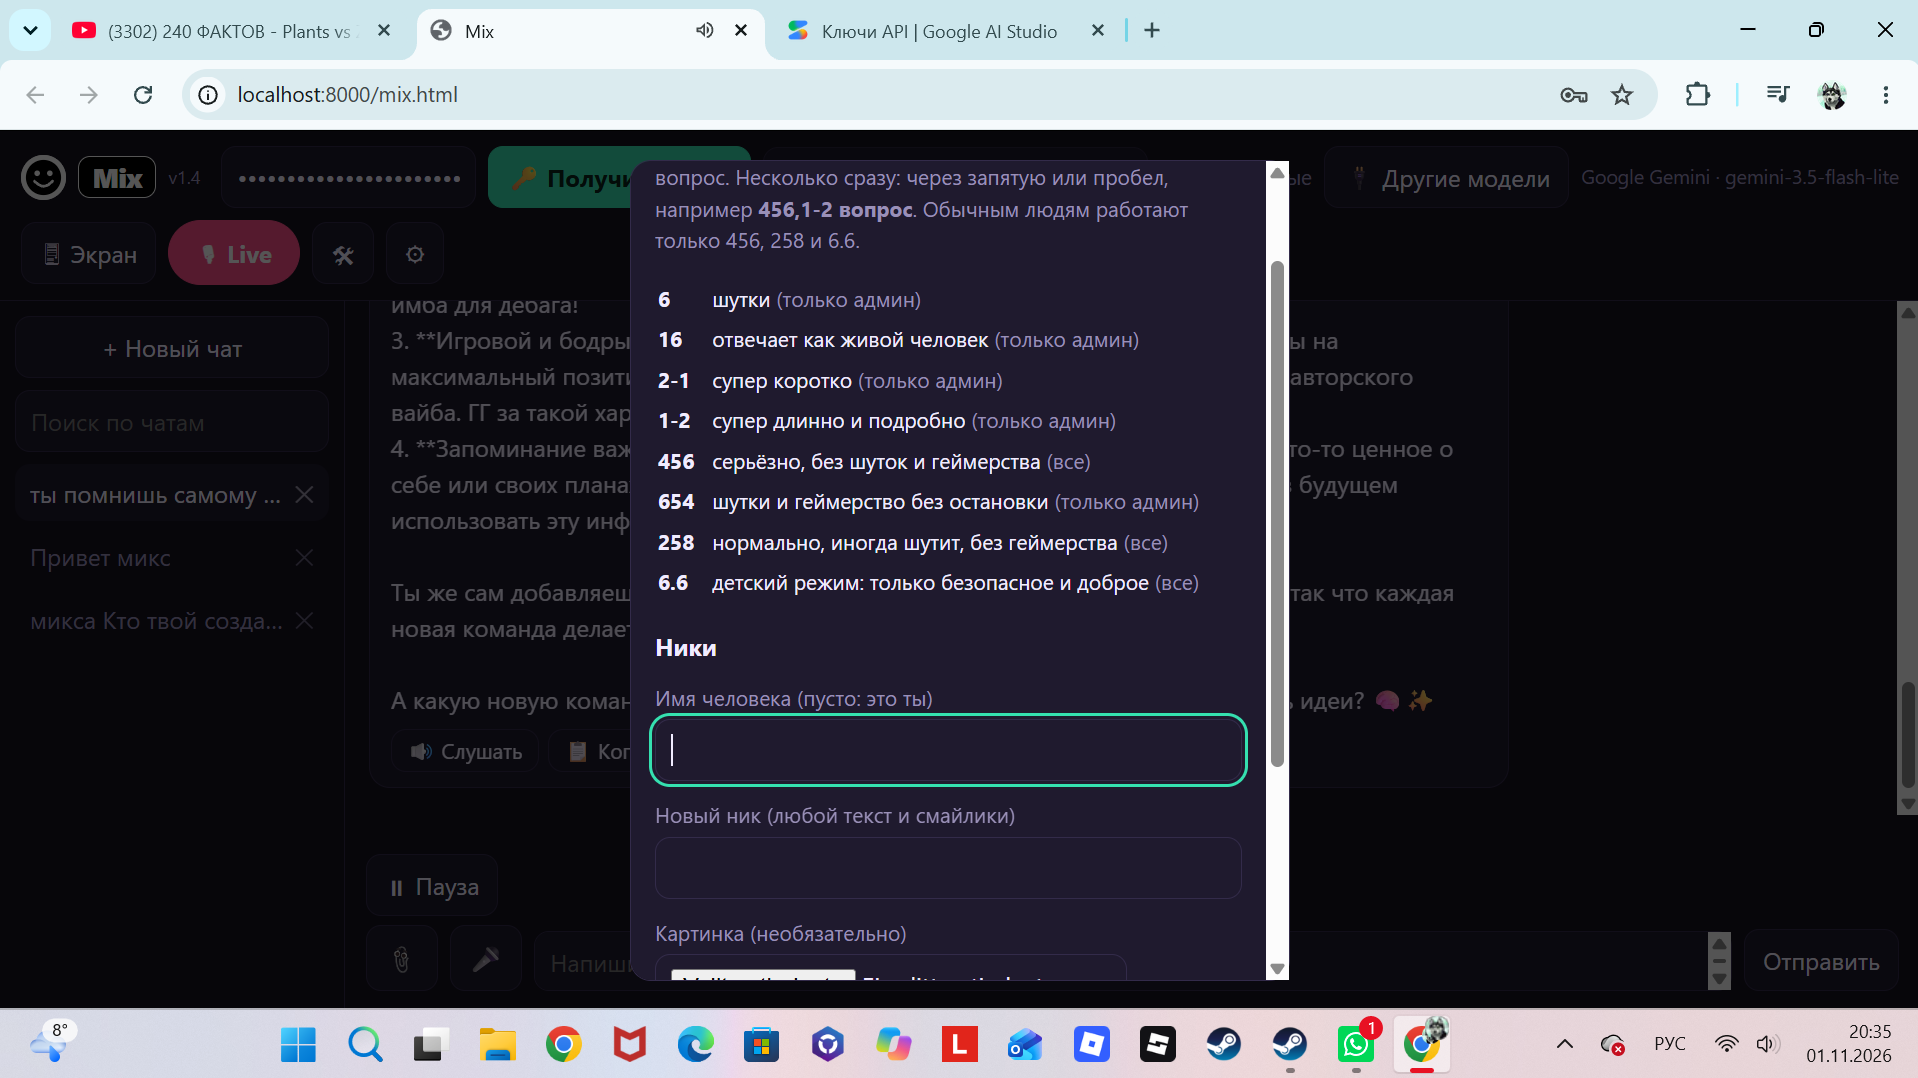 (3302) 240 ФАКТОВ - Plants vs
Mix
Ключи API | Google AI Studio
localhost:8000/mix.html
Mix
v1.4
••••••••••••••••••••••••
Другие модели
Google Gemini · gemini-3.5-flash-lite
Экран
Live
+ Новый чат
Поиск по чатам
ты помнишь самому ...
Привет микс
микса Кто твой созда...
имба для дебага!
3. **Игровой и бодры
ы на
максимальный позити
авторского
вайба. ГГ за такой хар
4. **Запоминание важ
то-то ценное о
себе или своих плана
в будущем
использовать эту инф
Ты же сам добавляеш
так что каждая
новая команда делает
А какую новую коман
идеи? 🧠 ✨
Слушать
вопрос. Несколько сразу: через запятую или пробел,
например 456,1-2 вопрос. Обычным людям работают
только 456, 258 и 6.6.
6 шутки (только админ)
16 отвечает как живой человек (только админ)
2-1 супер коротко (только админ)
1-2 супер длинно и подробно (только админ)
456 серьёзно, без шуток и геймерства (все)
654 шутки и геймерство без остановки (только админ)
258 нормально, иногда шутит, без геймерства (все)
6.6 детский режим: только безопасное и доброе (все)
Ники
Имя человека (пусто: это ты)
Новый ник (любой текст и смайлики)
Картинка (необязательно)
Пауза
Отправить
8°
L
1
РУС
20:35
01.11.2026